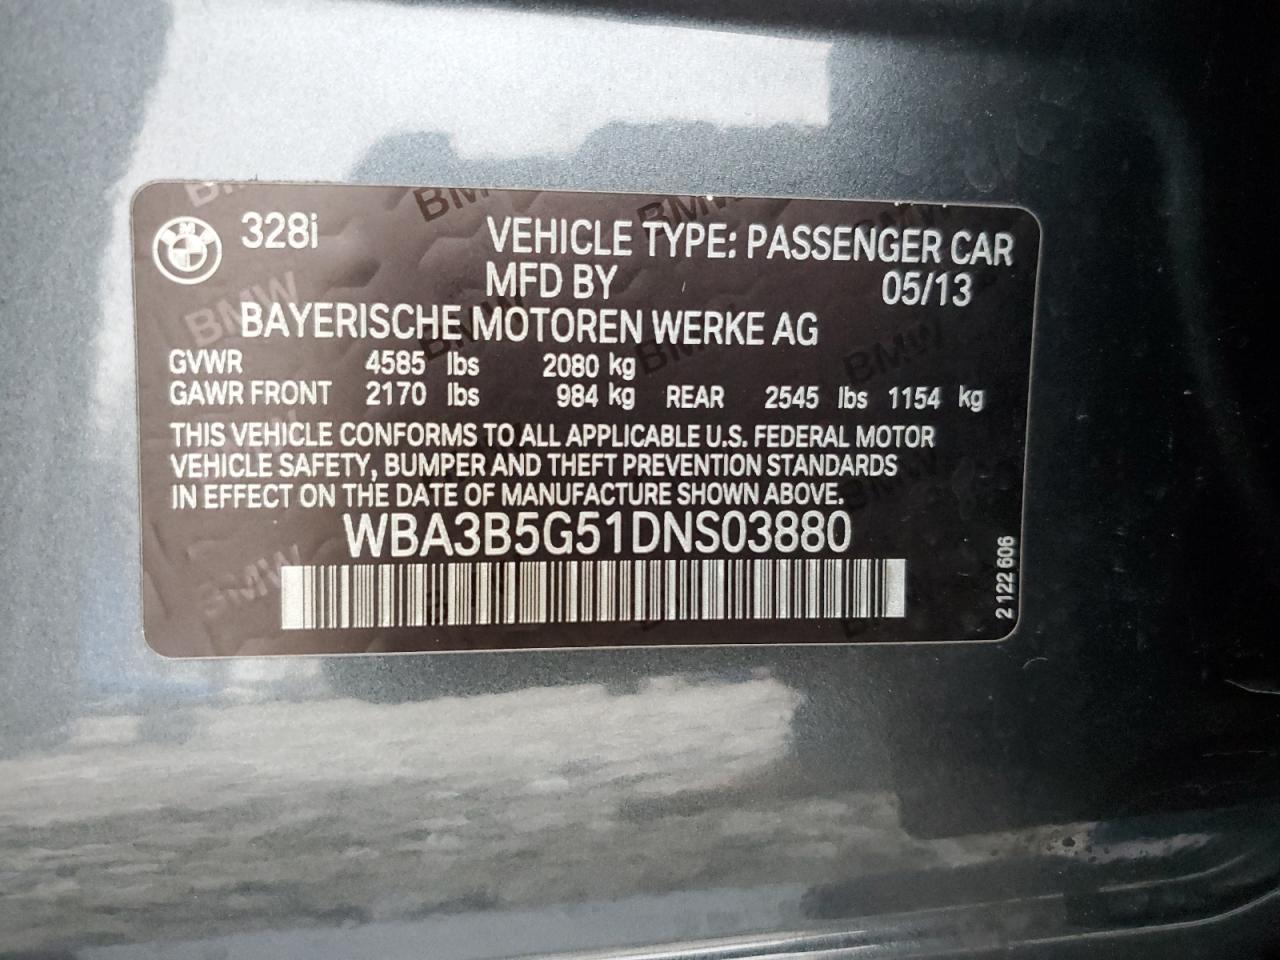 328i VEHICLE TYPE: PASSENGER CAR
MFD BY 05/13
BAYERISCHE MOTOREN WERKE AG
GVWR 4585 lbs 2080 kg
GAWR FRONT 2170 lbs 984 kg REAR 2545 lbs 1154 kg
THIS VEHICLE CONFORMS TO ALL APPLICABLE U.S. FEDERAL MOTOR
VEHICLE SAFETY, BUMPER AND THEFT PREVENTION STANDARDS
IN EFFECT ON THE DATE OF MANUFACTURE SHOWN ABOVE.
WBA3B5G51DNS03880
2 122 606